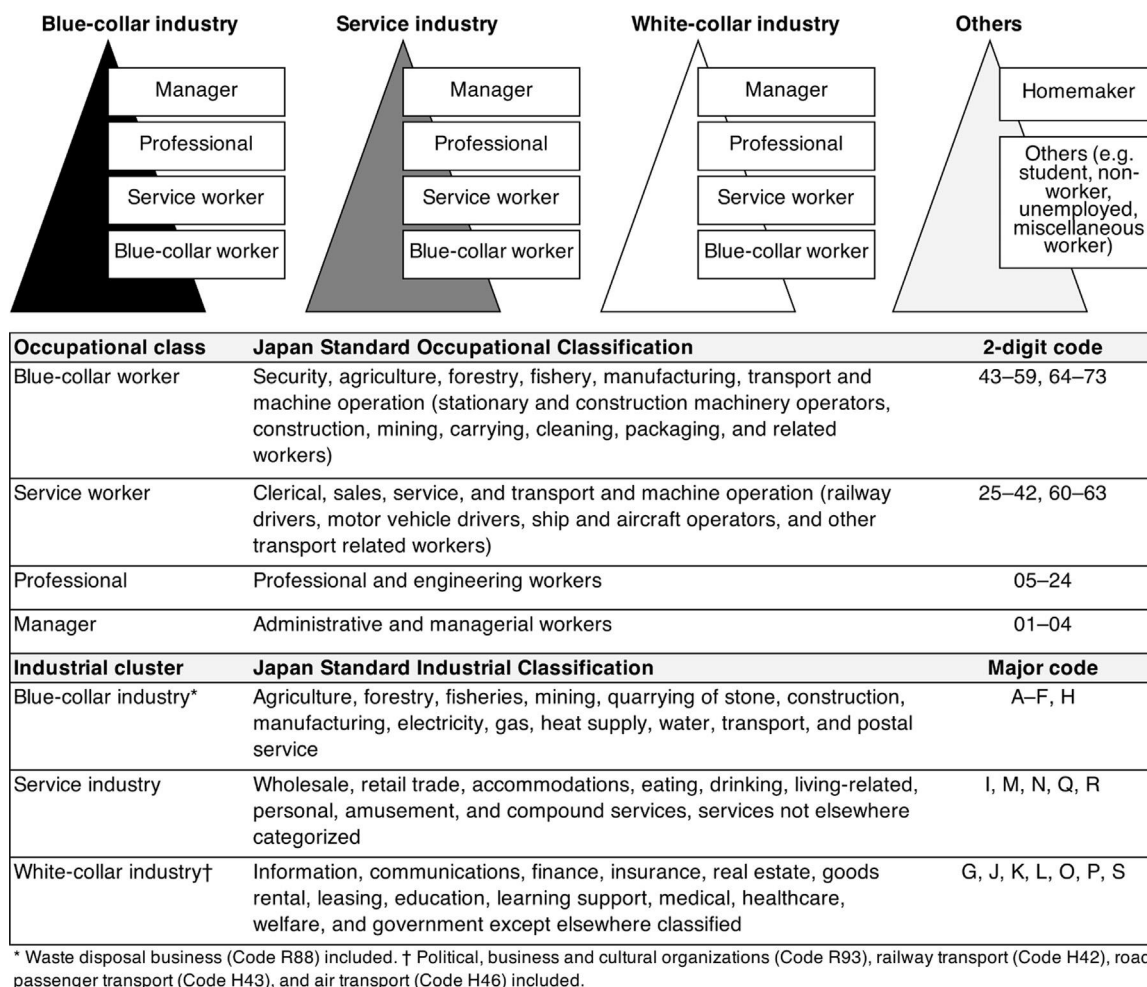 Blue-collar industry
Service industry
White-collar industry
Others
Manager
Professional
Service worker
Blue-collar worker
Manager
Professional
Service worker
Blue-collar worker
Manager
Professional
Service worker
Blue-collar worker
Homemaker
Others (e.g.
student, non-
worker,
unemployed,
miscellaneous
worker)
Occupational class Japan Standard Occupational Classification 2-digit code
Blue-collar worker Security, agriculture, forestry, fishery, manufacturing, transport and 43–59, 64–73
machine operation (stationary and construction machinery operators,
construction, mining, carrying, cleaning, packaging, and related
workers)
Service worker Clerical, sales, service, and transport and machine operation (railway 25–42, 60–63
drivers, motor vehicle drivers, ship and aircraft operators, and other
transport related workers)
Professional Professional and engineering workers 05–24
Manager Administrative and managerial workers 01–04
Industrial cluster Japan Standard Industrial Classification Major code
Blue-collar industry* Agriculture, forestry, fisheries, mining, quarrying of stone, construction, A–F, H
manufacturing, electricity, gas, heat supply, water, transport, and postal
service
Service industry Wholesale, retail trade, accommodations, eating, drinking, living-related, I, M, N, Q, R
personal, amusement, and compound services, services not elsewhere
categorized
White-collar industry† Information, communications, finance, insurance, real estate, goods G, J, K, L, O, P, S
rental, leasing, education, learning support, medical, healthcare,
welfare, and government except elsewhere classified
* Waste disposal business (Code R88) included. † Political, business and cultural organizations (Code R93), railway transport (Code H42), road
passenger transport (Code H43), and air transport (Code H46) included.